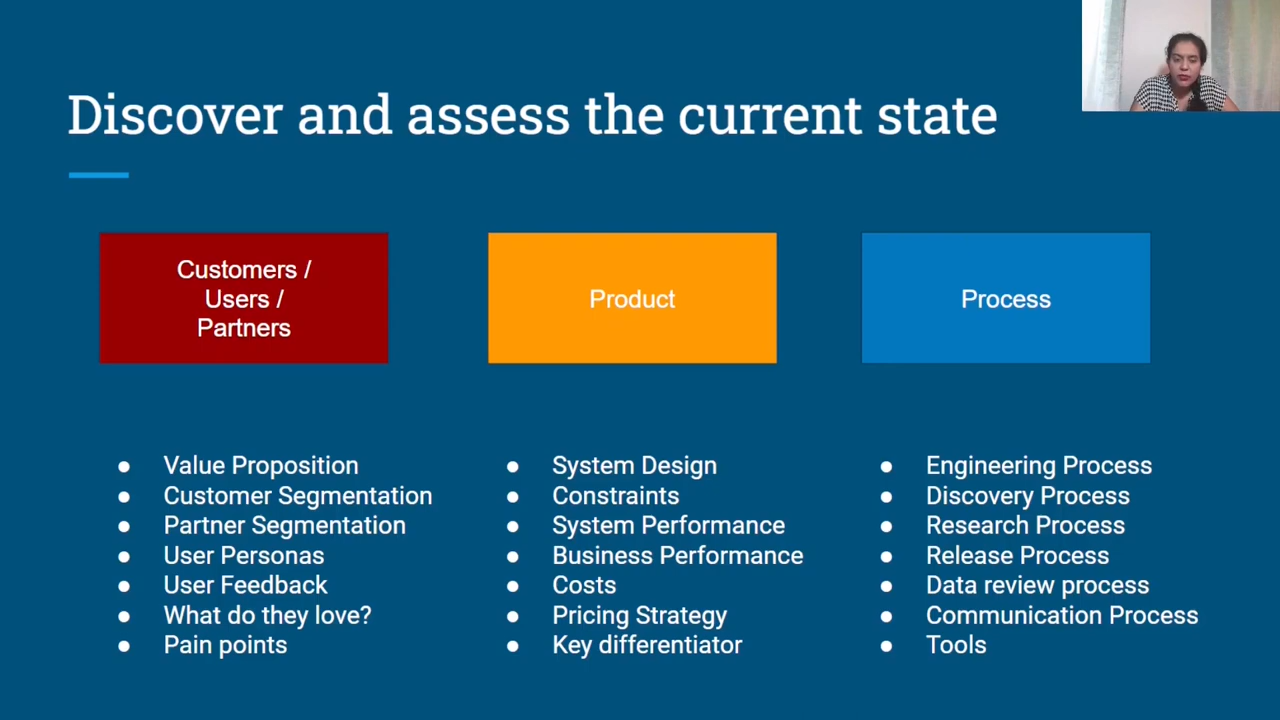 Discover and assess the current state
Customers /
Users /
Partners
Product
Process
Value Proposition
Customer Segmentation
Partner Segmentation
User Personas
User Feedback
What do they love?
Pain points
System Design
Constraints
System Performance
Business Performance
Costs
Pricing Strategy
Key differentiator
Engineering Process
Discovery Process
Research Process
Release Process
Data review process
Communication Process
Tools